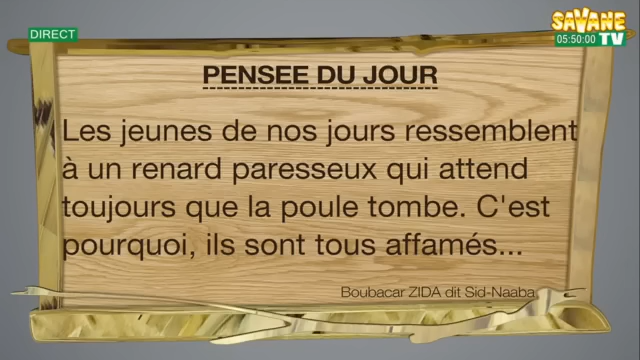 DIRECT
SAVANE
05:50:00 TV
PENSEE DU JOUR
Les jeunes de nos jours ressemblent
à un renard paresseux qui attend
toujours que la poule tombe. C'est
pourquoi, ils sont tous affamés...
Boubacar ZIDA dit Sid-Naaba